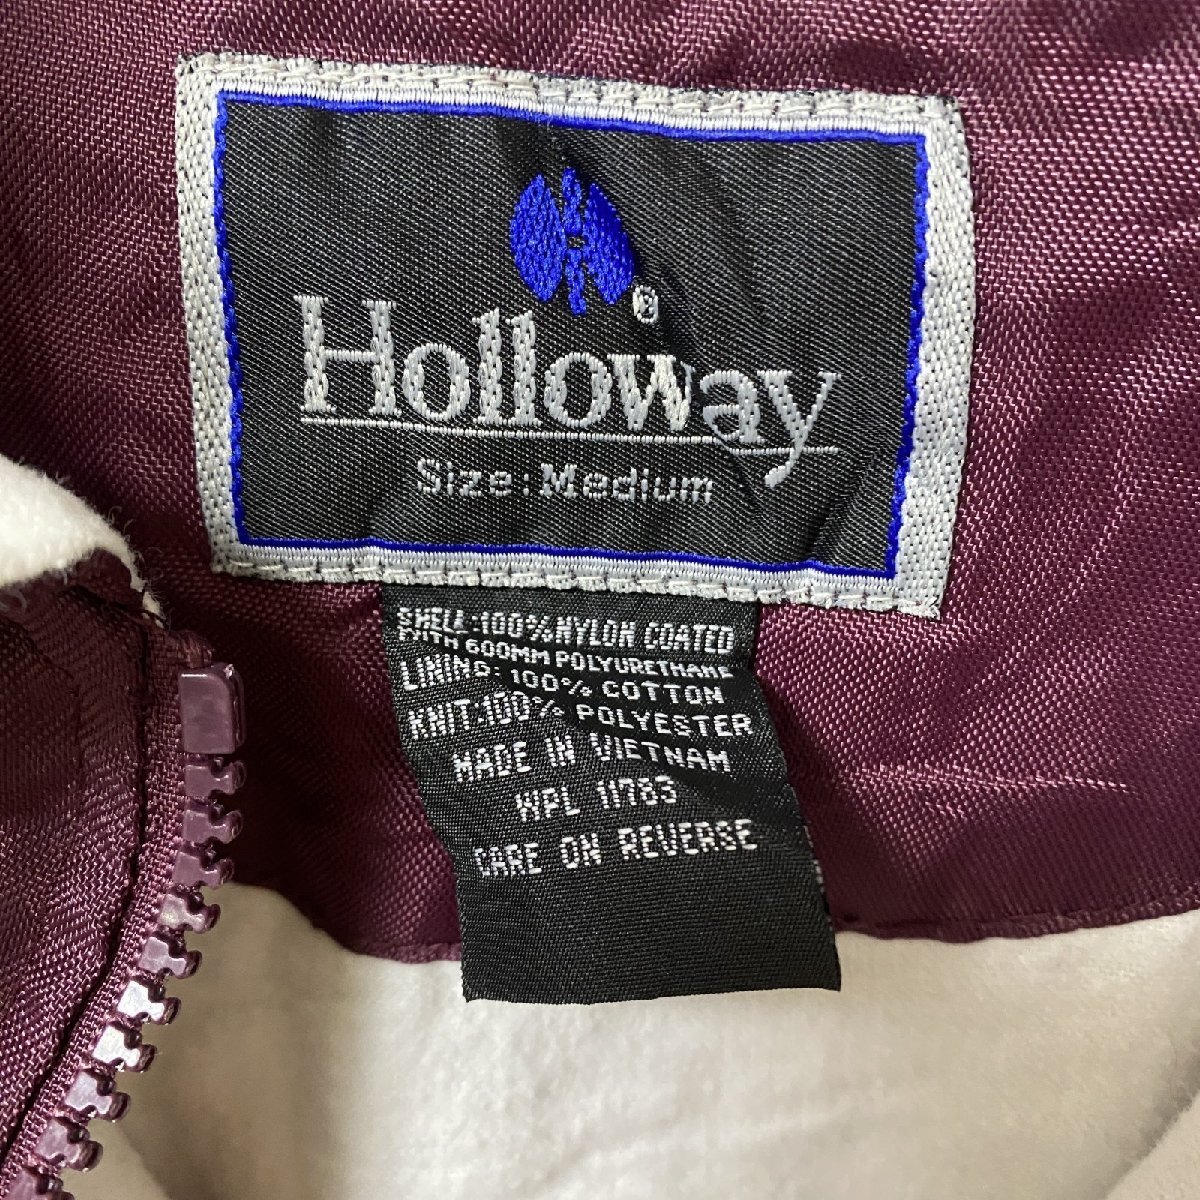 Holloway®
Size: Medium
SHELL: 100% NYLON COATED
WITH 600MM POLYURETHANE
LINING: 100% COTTON
KNIT: 100% POLYESTER
MADE IN VIETNAM
WPL 11783
CARE ON REVERSE